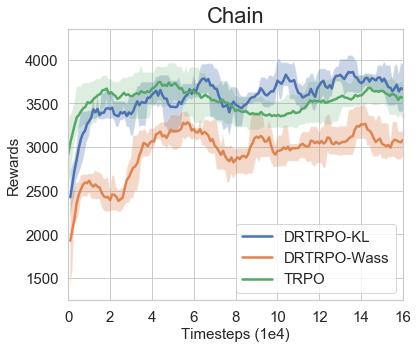 Chain
Rewards
4000
3500
3000
2500
2000
1500
0
2
4
6
8
10
12
14
16
Timesteps (1e4)
DRTRPO-KL
DRTRPO-Wass
TRPO